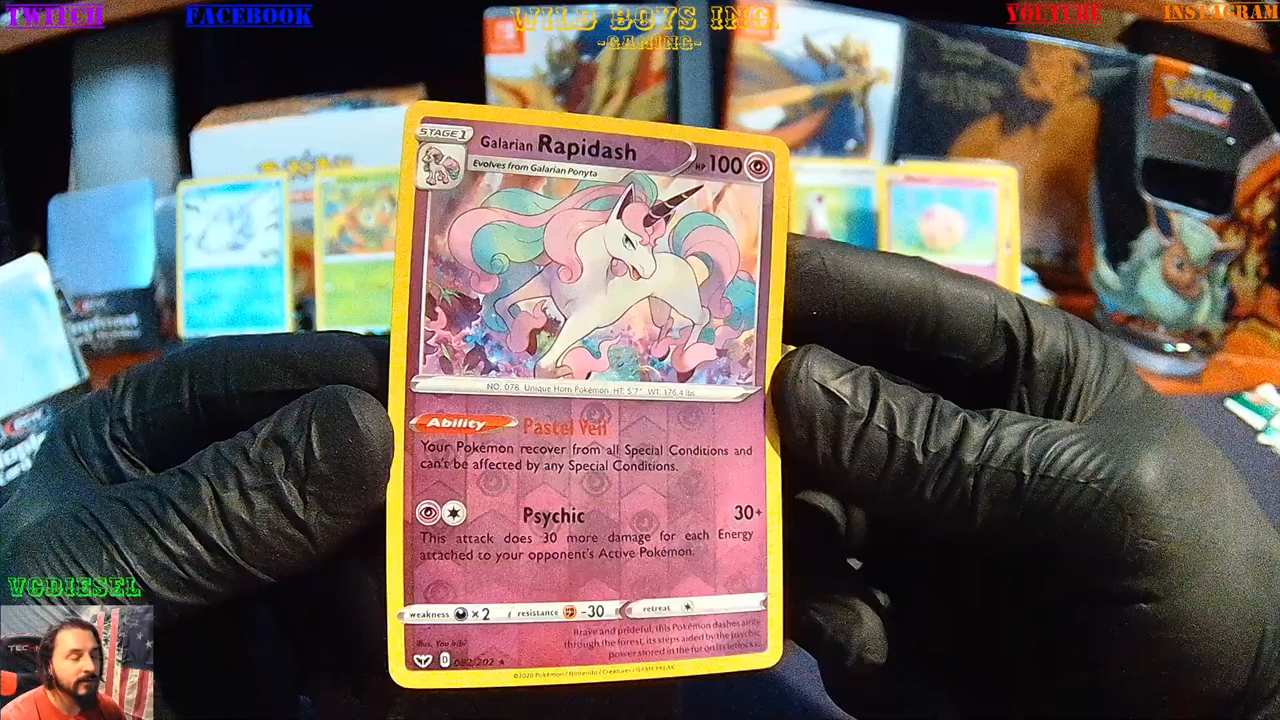 TWITCH
FACEBOOK
WILD BOYS INC.
-GAMING-
YOUTUBE
INSTAGRAM
STAGE 1
Galarian Rapidash
HP 100
Evolves from Galarian Ponyta
NO. 078 Unique Horn Pokémon HT: 5'7" WT: 176.4 lbs.
Ability Pastel Veil
Your Pokémon recover from all Special Conditions and
can't be affected by any Special Conditions.
Psychic 30+
This attack does 30 more damage for each Energy
attached to your opponent's Active Pokémon.
weakness ×2 resistance -30 retreat
Brave and prideful, this Pokémon dashes airily
through the forest, its steps aided by the psychic
power stored in the fur on its fetlocks.
Illus. You Iribi
D 082/202 ★
©2020 Pokémon / Nintendo / Creatures / GAME FREAK
VGDIESEL
TECH
Pokémon